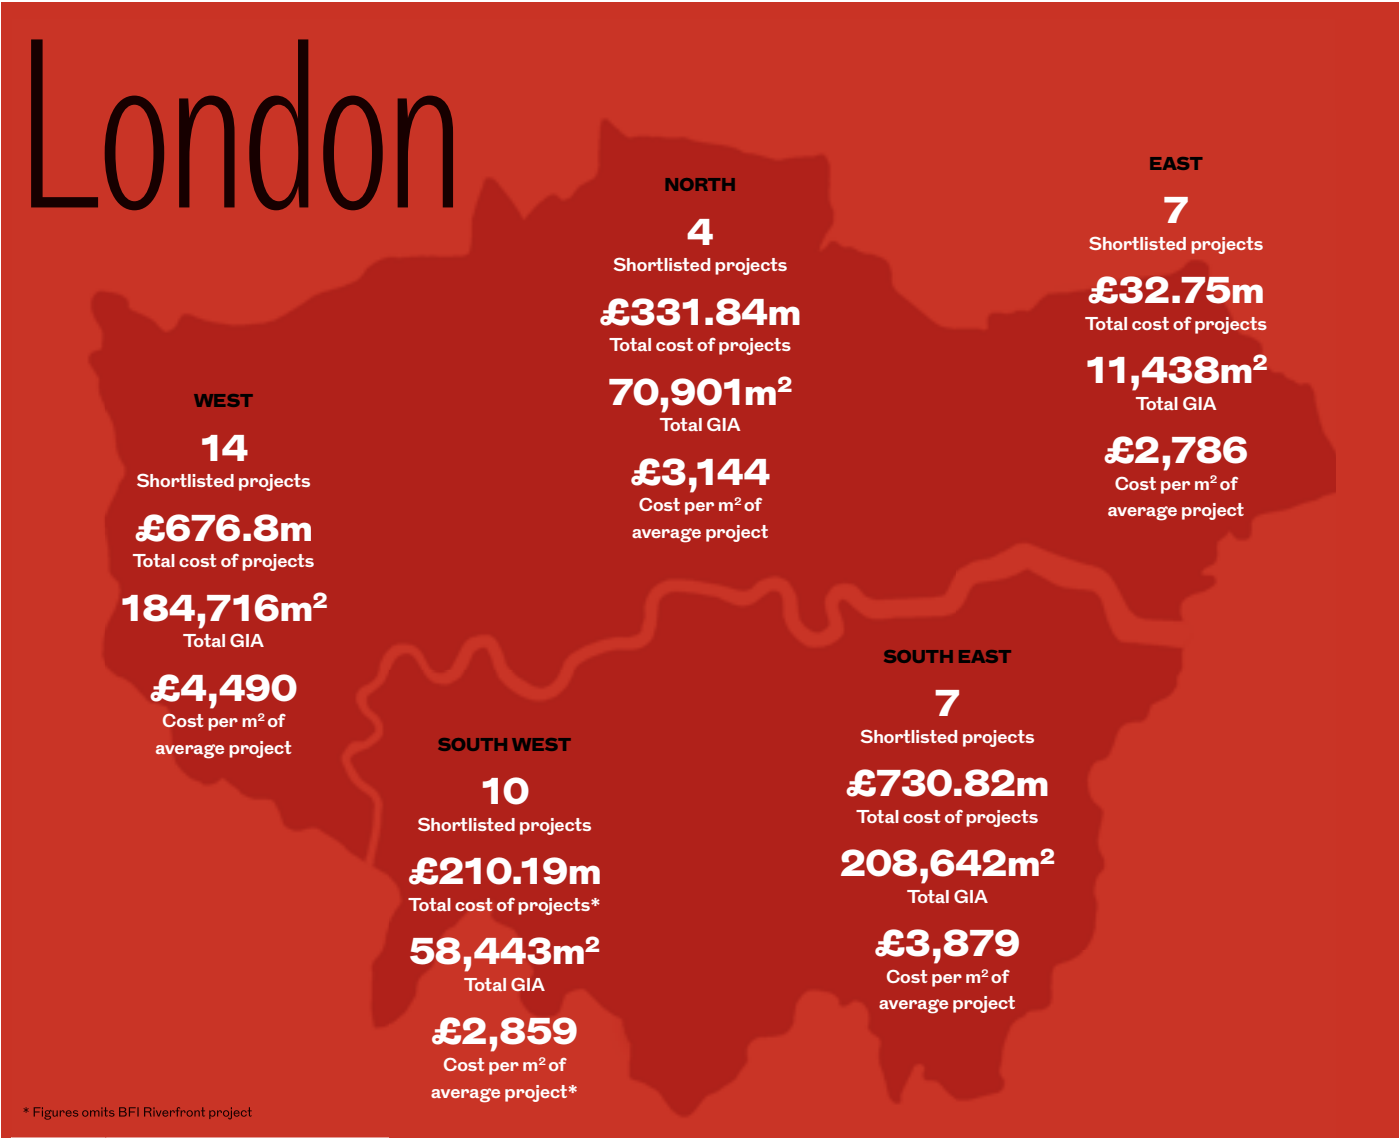 London
NORTH
4
Shortlisted projects
£331.84m
Total cost of projects
70,901m²
Total GIA
£3,144
Cost per m² of
average project
EAST
7
Shortlisted projects
£32.75m
Total cost of projects
11,438m²
Total GIA
£2,786
Cost per m² of
average project
WEST
14
Shortlisted projects
£676.8m
Total cost of projects
184,716m²
Total GIA
£4,490
Cost per m² of
average project
SOUTH WEST
10
Shortlisted projects
£210.19m
Total cost of projects*
58,443m²
Total GIA
£2,859
Cost per m² of
average project*
SOUTH EAST
7
Shortlisted projects
£730.82m
Total cost of projects
208,642m²
Total GIA
£3,879
Cost per m² of
average project
* Figures omits BFI Riverfront project